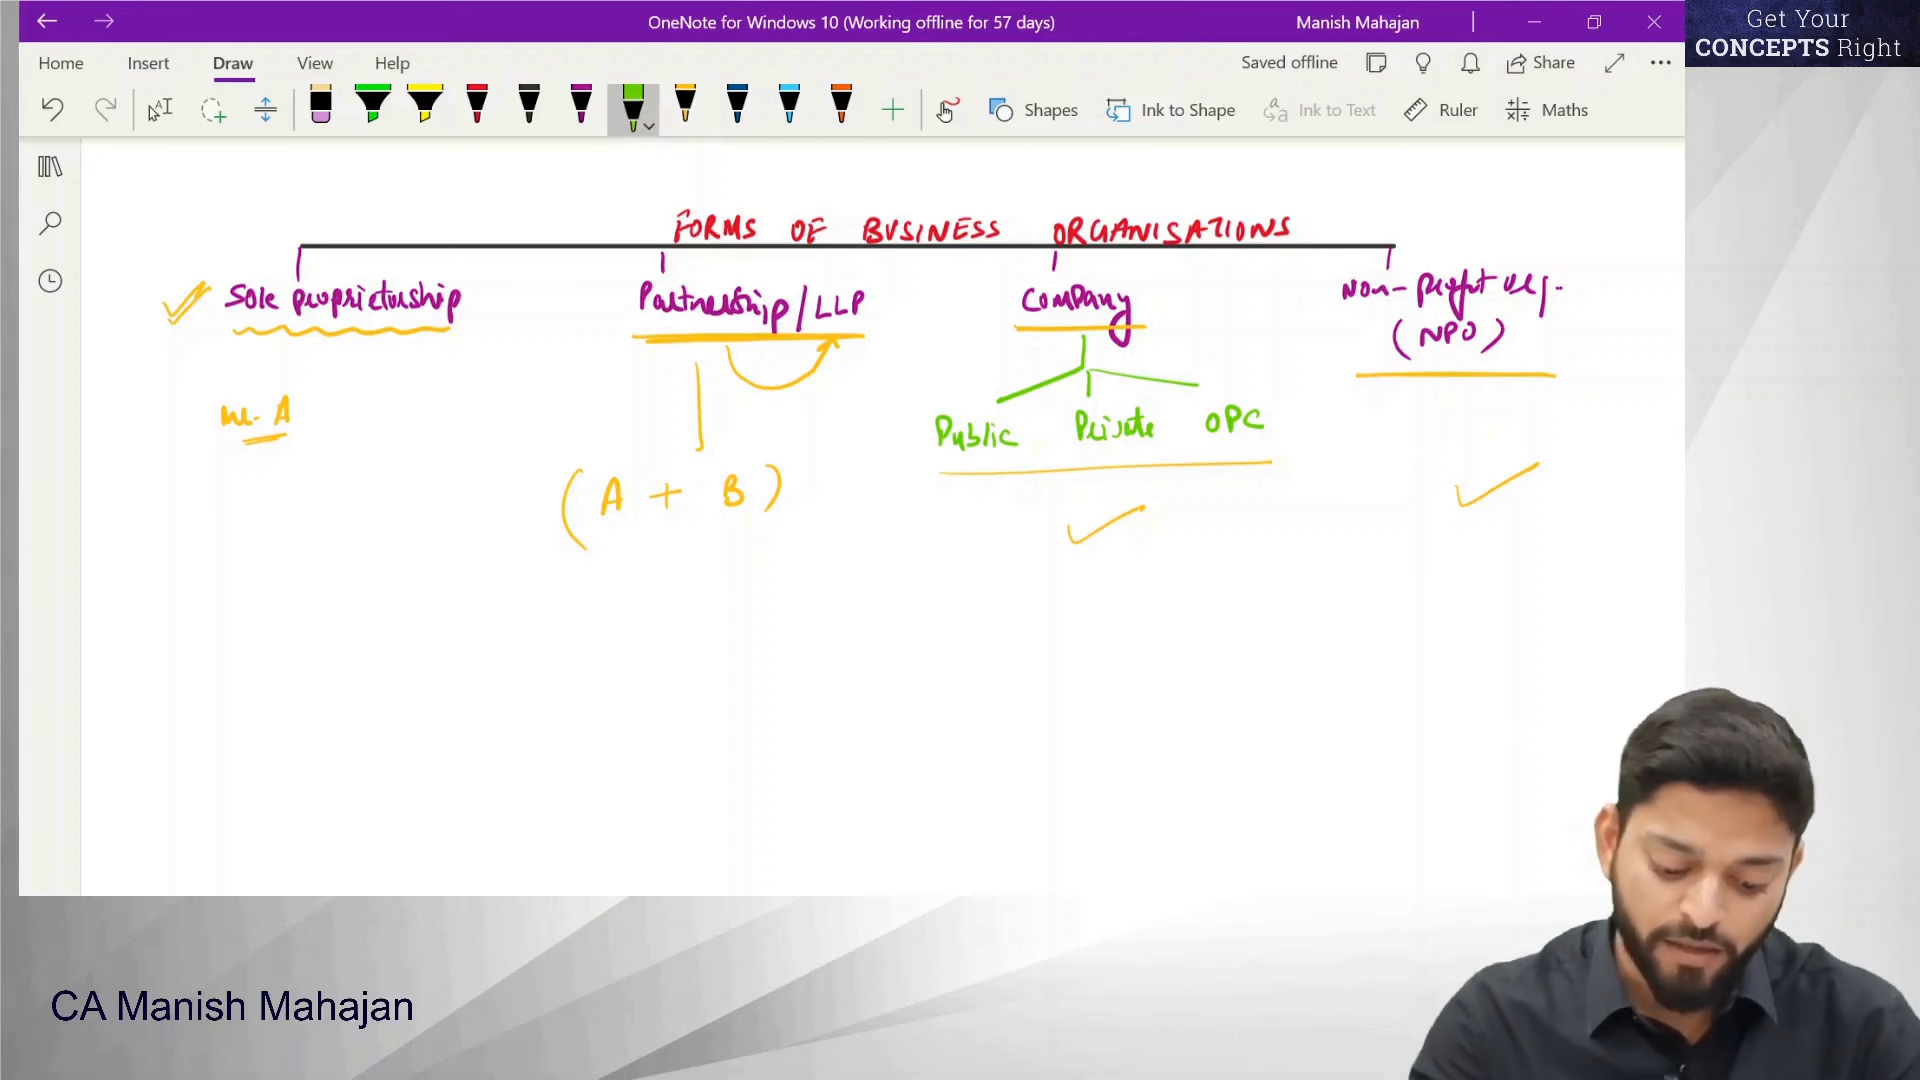 OneNote for Windows 10 (Working offline for 57 days)
Manish Mahajan
Get Your
CONCEPTS Right
Home Insert Draw View Help
Saved offline Share
Shapes Ink to Shape Ink to Text Ruler Maths
FORMS OF BUSINESS ORGANISATIONS
Sole proprietorship Partnership/LLP Company Non-profit org.
(NPO)
Mr. A
Public Private OPC
(A + B)
CA Manish Mahajan